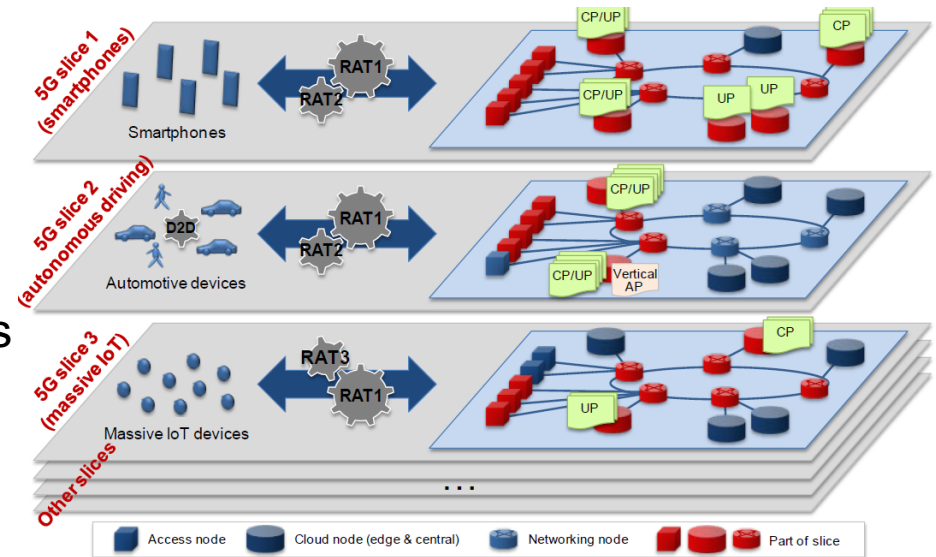 5G slice 1
(smartphones)
Smartphones
RAT1
RAT2
CP/UP
CP
CP/UP
UP
UP
5G slice 2
(autonomous driving)
D2D
Automotive devices
RAT1
RAT2
CP/UP
CP/UP
Vertical
AP
s
5G slice 3
(massive IoT)
Massive IoT devices
RAT3
RAT1
CP
UP
Other slices
...
Access node
Cloud node (edge & central)
Networking node
Part of slice